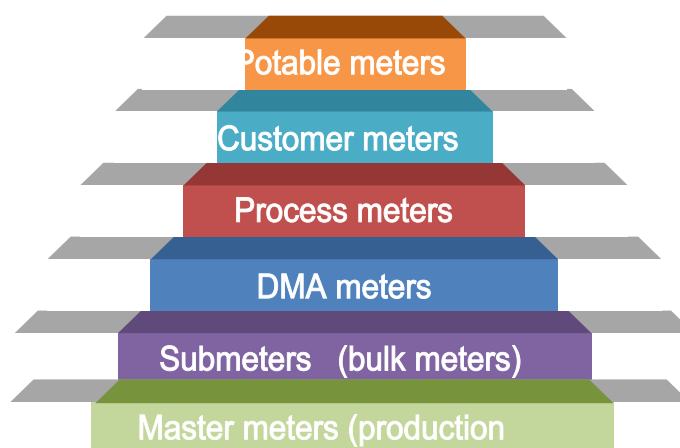 Potable meters
Customer meters
Process meters
DMA meters
Submeters (bulk meters)
Master meters (production